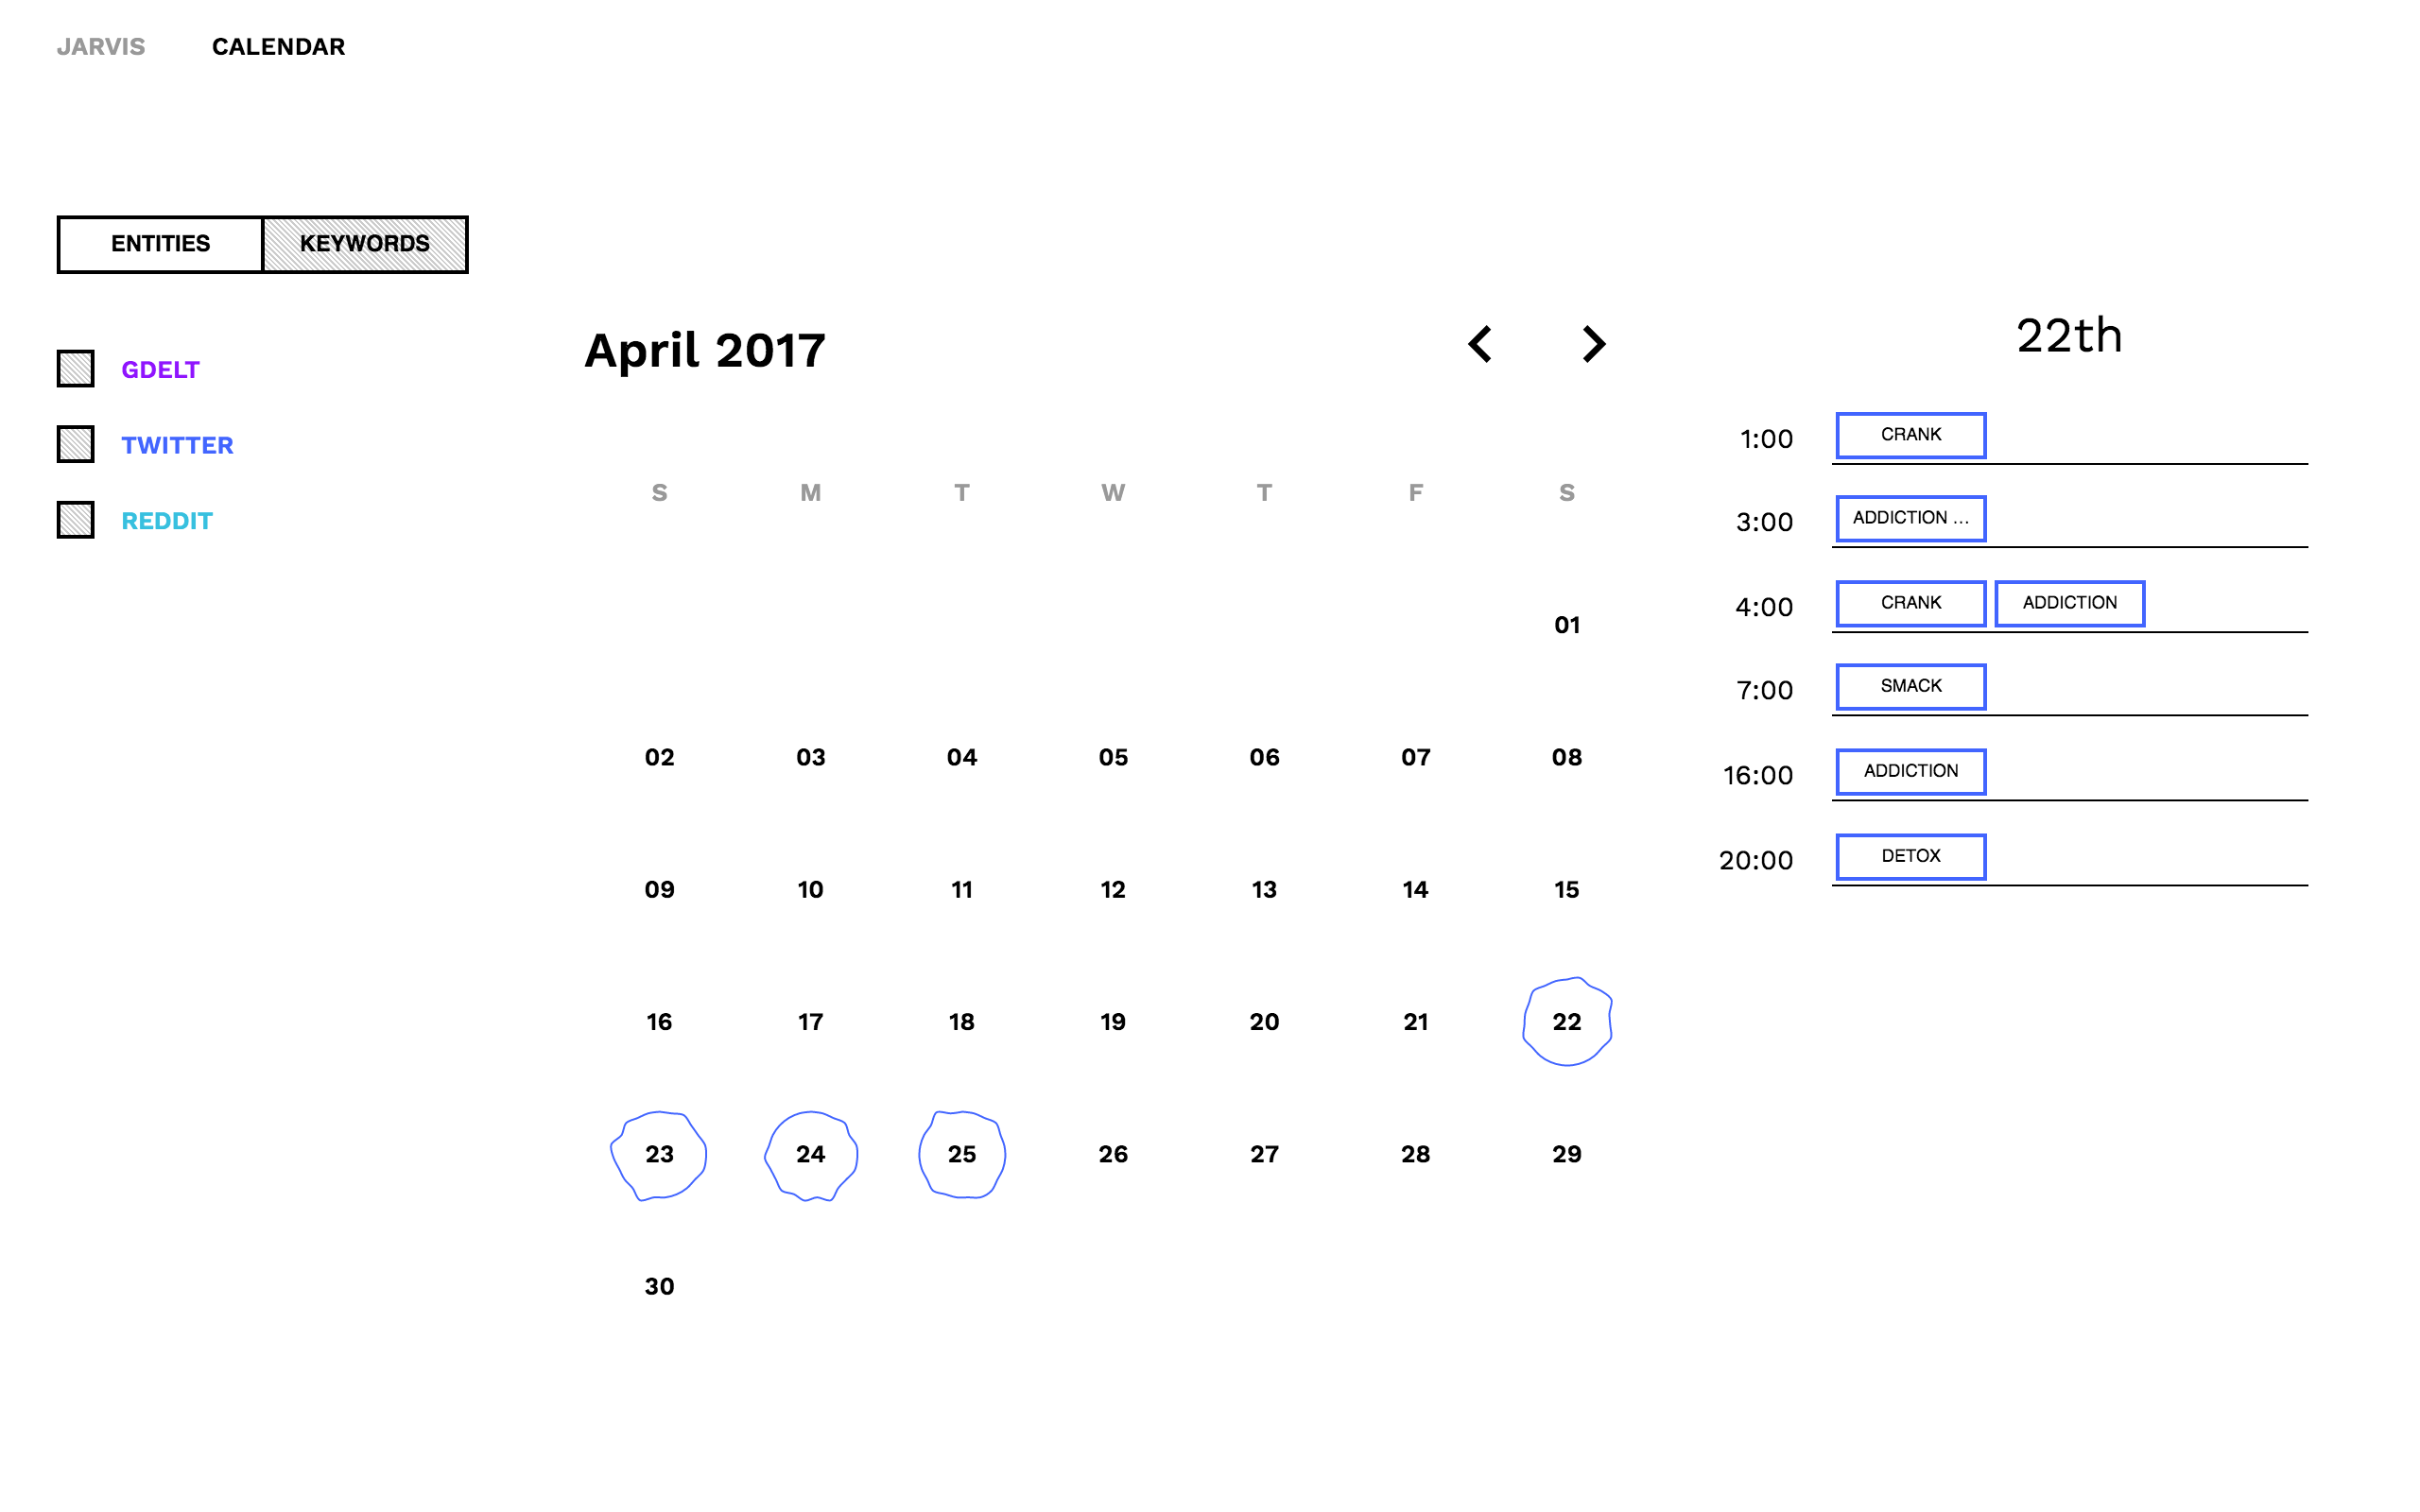 JARVIS CALENDAR
ENTITIES KEYWORDS
GDELT
TWITTER
REDDIT
April 2017
S M T W T F S
01
02 03 04 05 06 07 08
09 10 11 12 13 14 15
16 17 18 19 20 21 22
23 24 25 26 27 28 29
30
22th
1:00 CRANK
3:00 ADDICTION ...
4:00 CRANK ADDICTION
7:00 SMACK
16:00 ADDICTION
20:00 DETOX